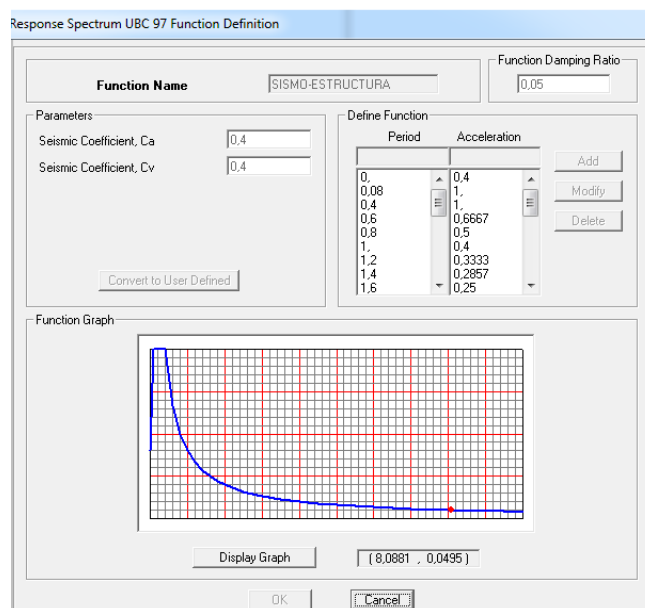 Response Spectrum UBC 97 Function Definition
Function Damping Ratio
Function Name SISMO-ESTRUCTURA 0,05
Parameters
Seismic Coefficient, Ca 0,4
Seismic Coefficient, Cv 0,4
Convert to User Defined
Define Function
Period Acceleration
0, 0,4
0,08 1,
0,4 1,
0,6 0,6667
0,8 0,5
1, 0,4
1,2 0,3333
1,4 0,2857
1,6 0,25
Add
Modify
Delete
Function Graph
Display Graph (8,0881 , 0,0495)
OK Cancel